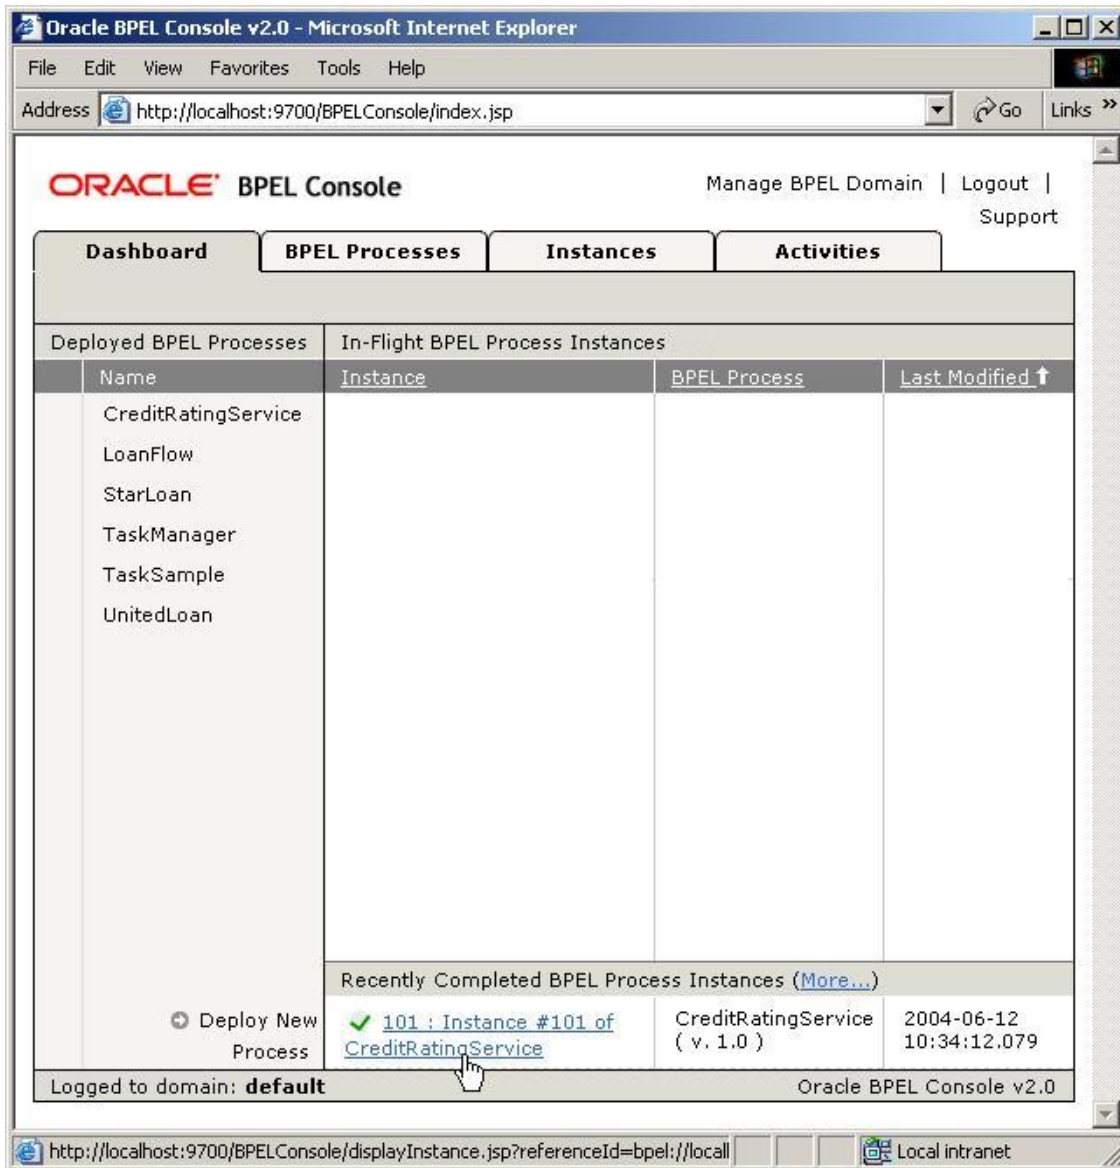 Oracle BPEL Console v2.0 - Microsoft Internet Explorer
File Edit View Favorites Tools Help
Address http://localhost:9700/BPELConsole/index.jsp Go Links »
ORACLE BPEL Console
Manage BPEL Domain | Logout |
Support
Dashboard BPEL Processes Instances Activities
Deployed BPEL Processes In-Flight BPEL Process Instances
Name Instance BPEL Process Last Modified
CreditRatingService
LoanFlow
StarLoan
TaskManager
TaskSample
UnitedLoan
Recently Completed BPEL Process Instances (More...)
Deploy New
Process
101 : Instance #101 of
CreditRatingService
CreditRatingService
( v. 1.0 )
2004-06-12
10:34:12.079
Logged to domain: default Oracle BPEL Console v2.0
http://localhost:9700/BPELConsole/displayInstance.jsp?referenceId=bpel://locall Local intranet